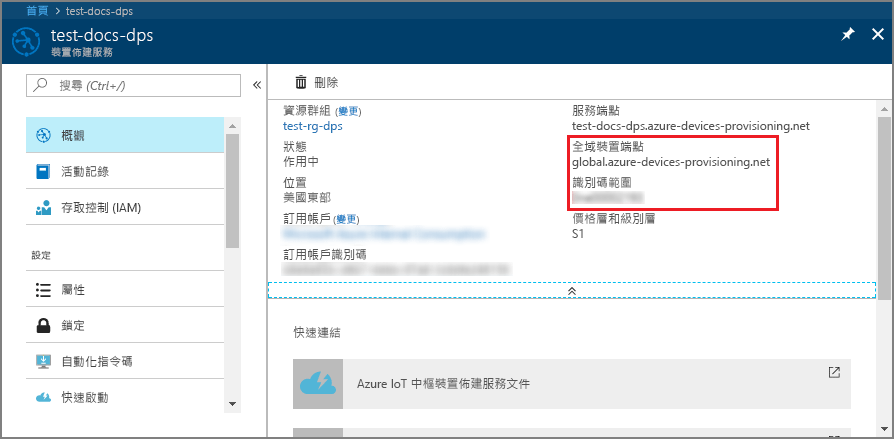 首頁 > test-docs-dps
test-docs-dps
裝置佈建服務
搜尋 (Ctrl+/)
概觀
活動記錄
存取控制 (IAM)
設定
屬性
鎖定
自動化指令碼
快速啟動
刪除
資源群組 (變更)
test-rg-dps
狀態
作用中
位置
美國東部
訂用帳戶 (變更)
訂用帳戶識別碼
服務端點
test-docs-dps.azure-devices-provisioning.net
全域裝置端點
global.azure-devices-provisioning.net
識別碼範圍
價格層和級別層
S1
快速連結
Azure IoT 中樞裝置佈建服務文件